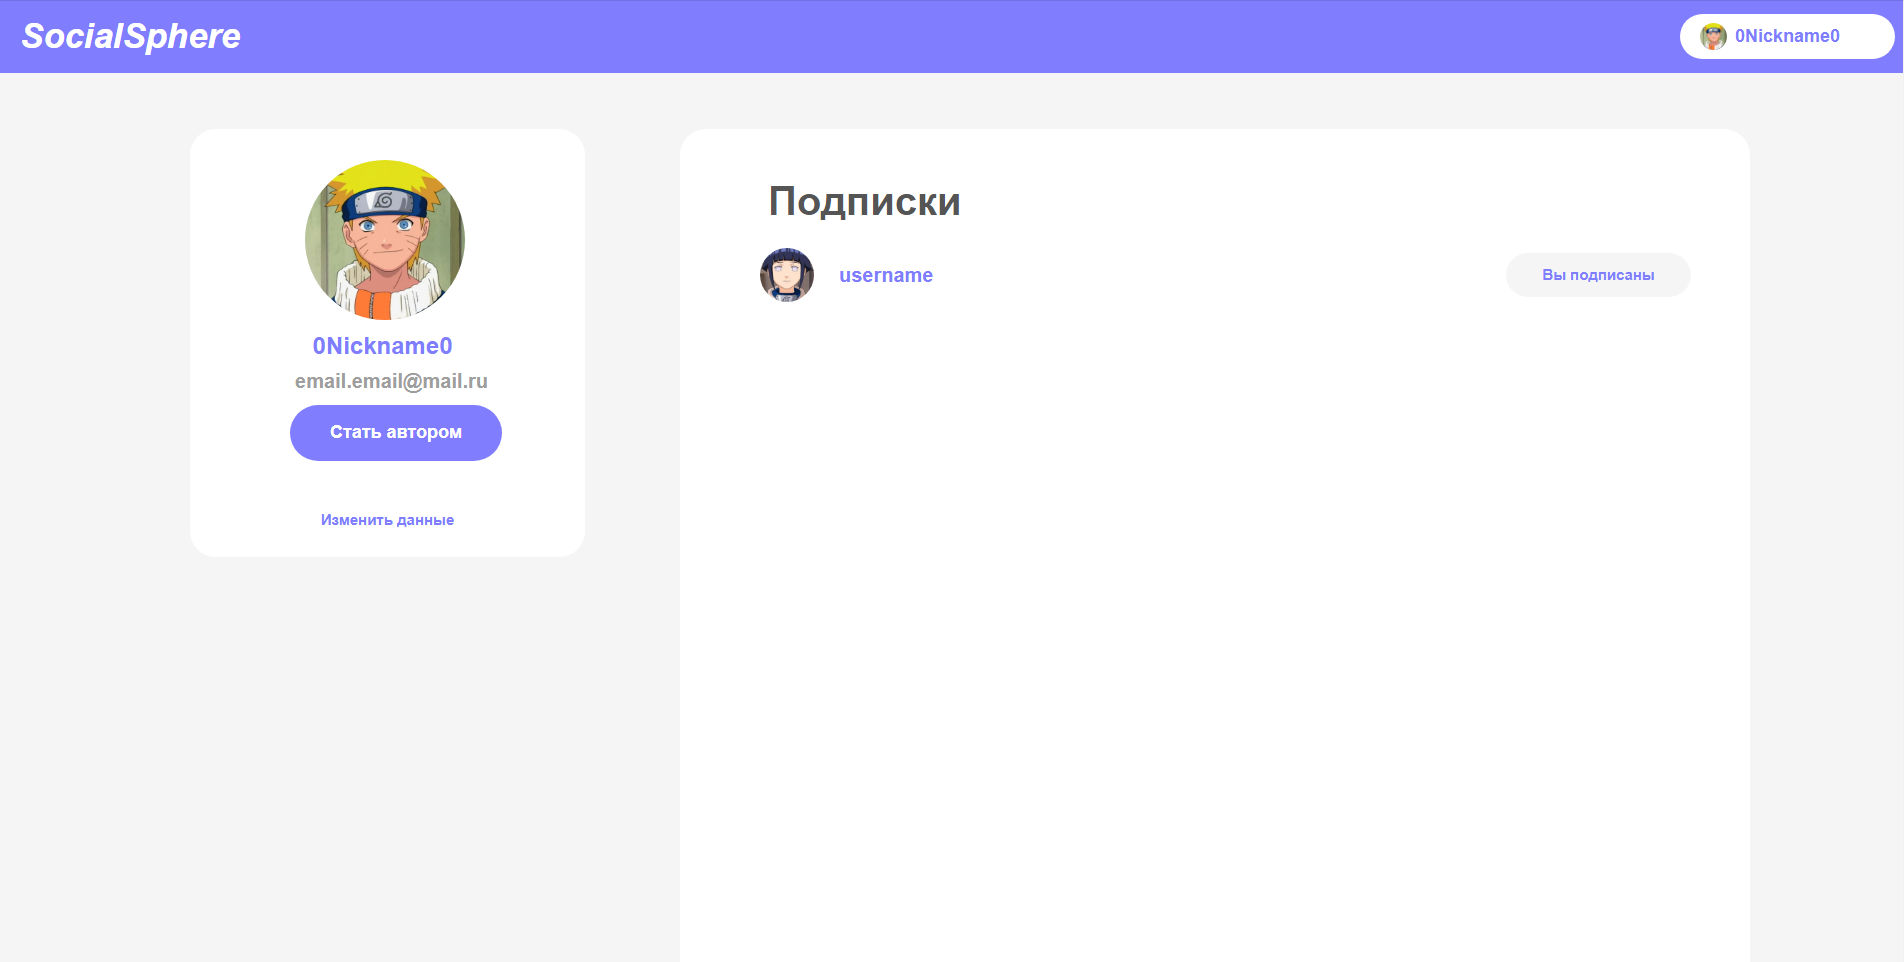 SocialSphere
0Nickname0
0Nickname0
email.email@mail.ru
Стать автором
Изменить данные
Подписки
username
Вы подписаны